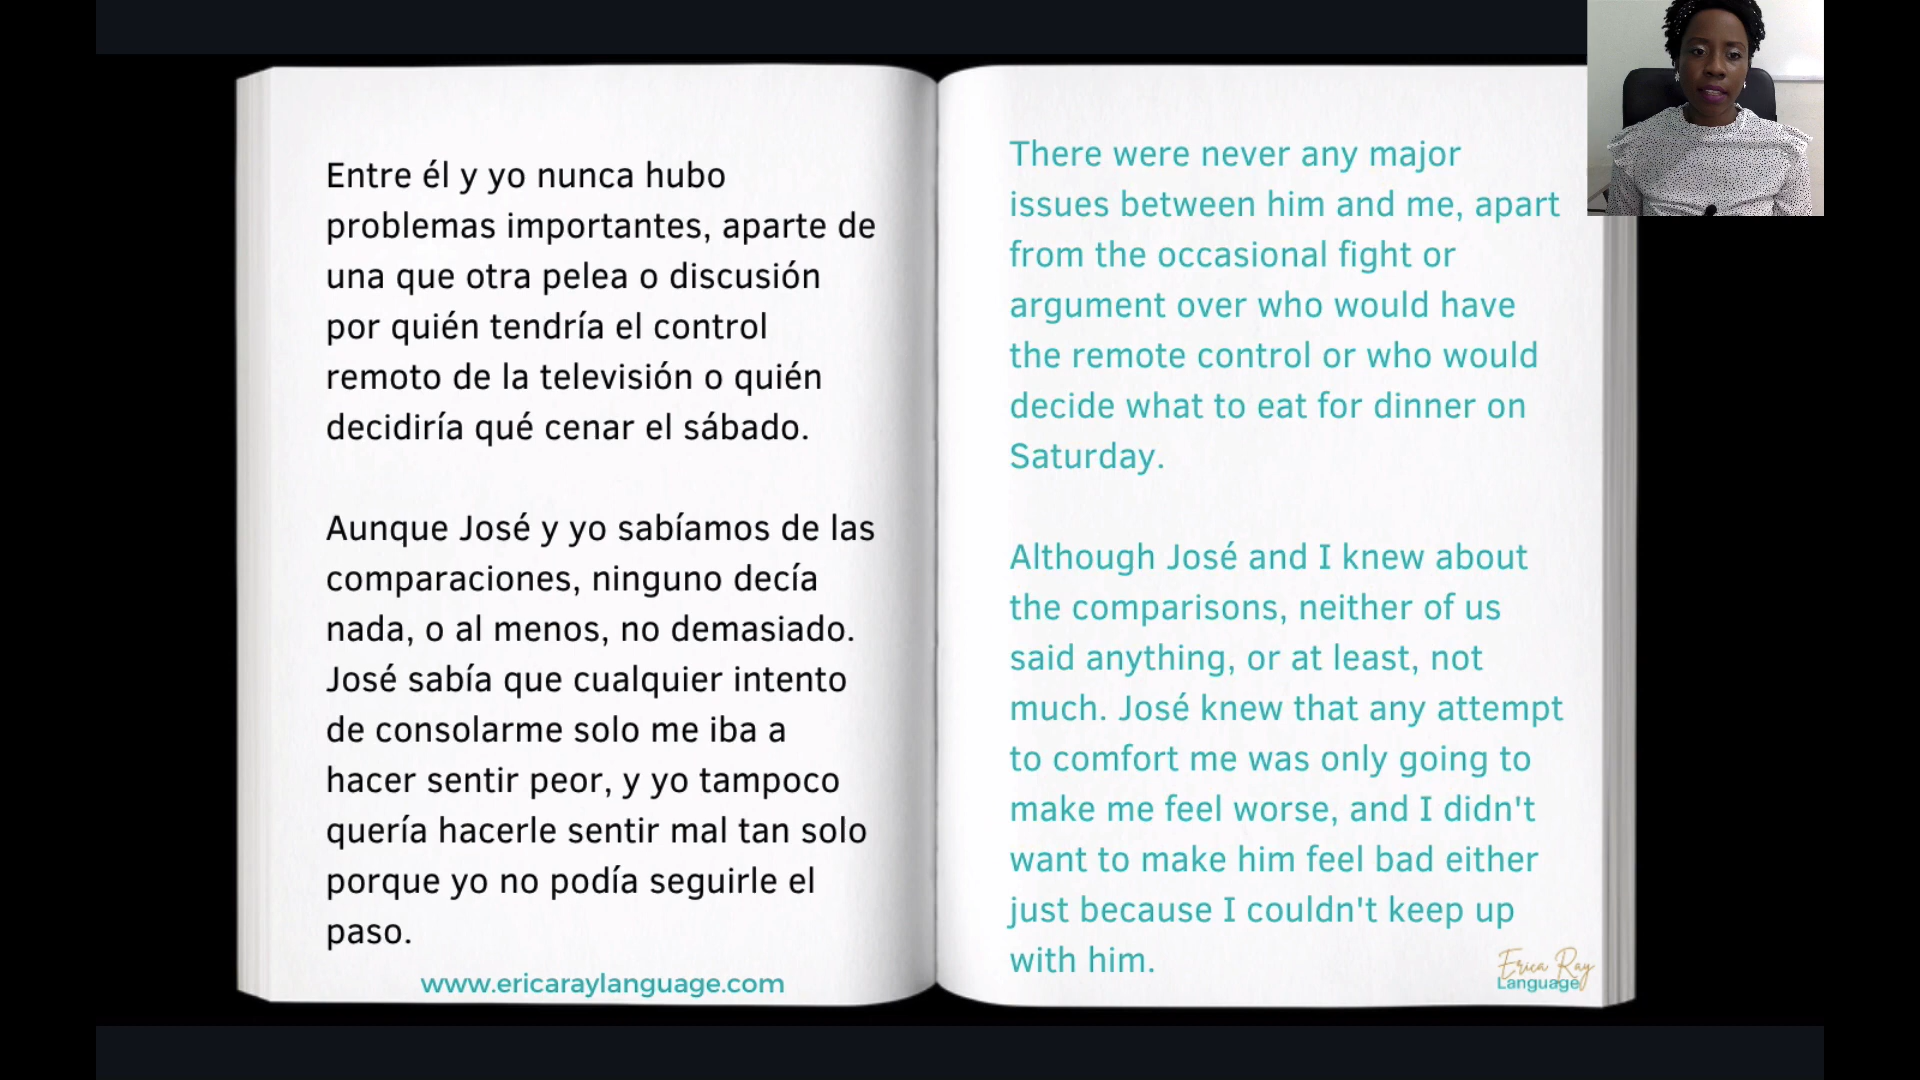 Entre él y yo nunca hubo
problemas importantes, aparte de
una que otra pelea o discusión
por quién tendría el control
remoto de la televisión o quién
decidiría qué cenar el sábado.
Aunque José y yo sabíamos de las
comparaciones, ninguno decía
nada, o al menos, no demasiado.
José sabía que cualquier intento
de consolarme solo me iba a
hacer sentir peor, y yo tampoco
quería hacerle sentir mal tan solo
porque yo no podía seguirle el
paso.
www.ericaraylanguage.com
There were never any major
issues between him and me, apart
from the occasional fight or
argument over who would have
the remote control or who would
decide what to eat for dinner on
Saturday.
Although José and I knew about
the comparisons, neither of us
said anything, or at least, not
much. José knew that any attempt
to comfort me was only going to
make me feel worse, and I didn't
want to make him feel bad either
just because I couldn't keep up
with him.
Erica Ray
Language